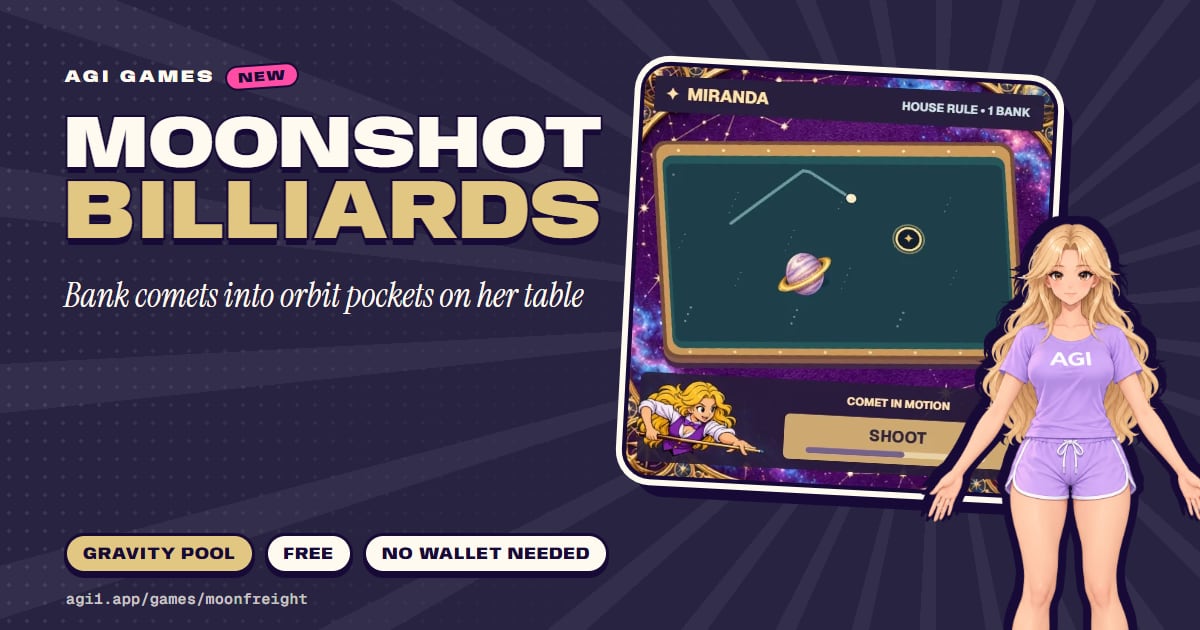 AGI GAMES NEW
MOONSHOT
BILLIARDS
Bank comets into orbit pockets on her table
GRAVITY POOL FREE NO WALLET NEEDED
agi1.app/games/moonfreight
✦ MIRANDA
HOUSE RULE • 1 BANK
COMET IN MOTION
SHOOT
AGI